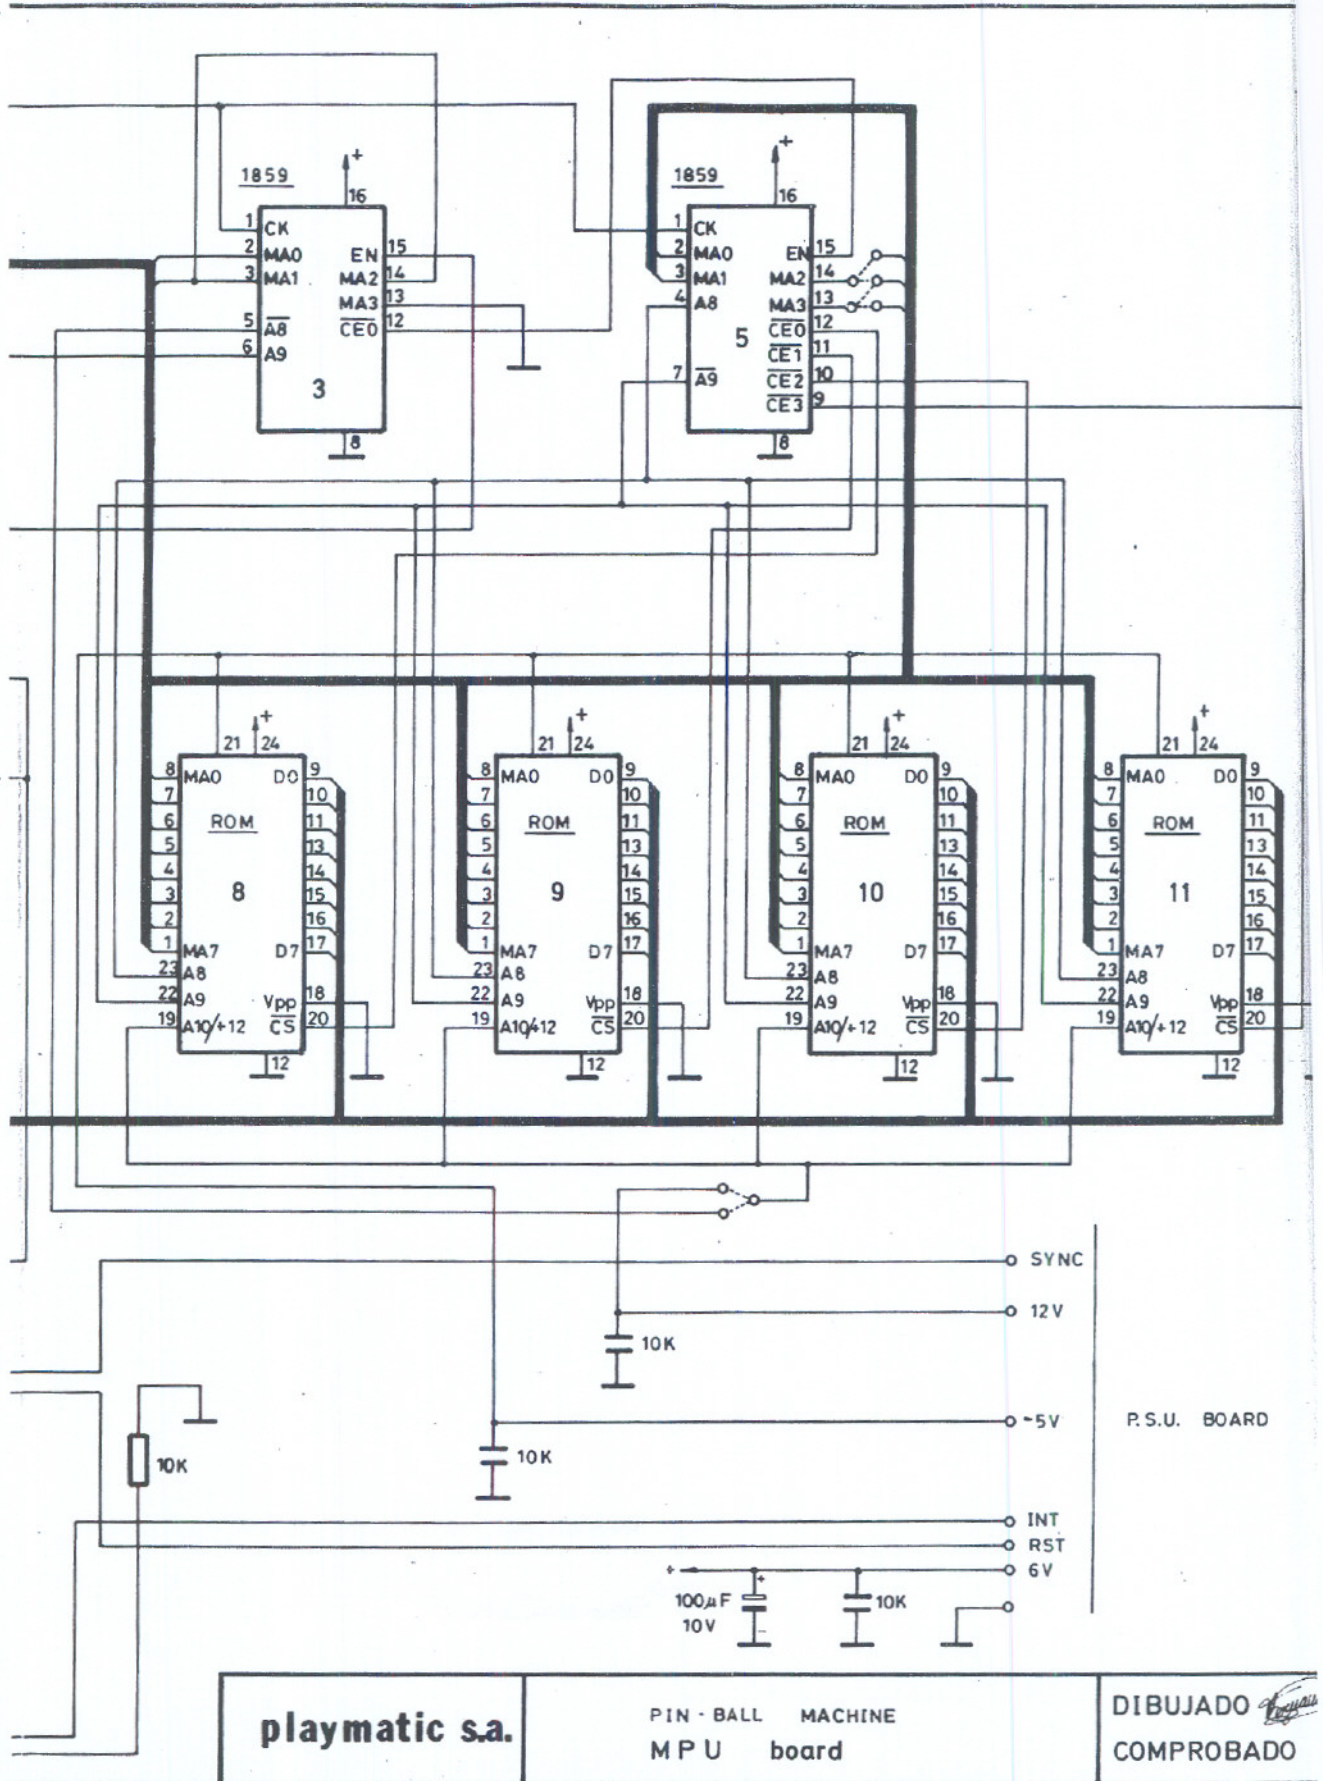 + +
1859 1859
16 16
1 CK 1 CK
2 MA0 EN 15 2 MA0 EN 15
3 MA1 MA2 14 3 MA1 MA2 14
MA3 13 4 A8 MA3 13
5 A8 CE0 12 CE0 12
6 A9 5 CE1 11
3 7 A9 CE2 10
CE3 9
8 8
+ + + +
21 24 21 24 21 24 21 24
8 MA0 D0 9 8 MA0 D0 9 8 MA0 D0 9 8 MA0 D0 9
7 10 7 10 7 10 7 10
6 ROM 11 6 ROM 11 6 ROM 11 6 ROM 11
5 13 5 13 5 13 5 13
4 14 4 14 4 14 4 14
3 8 15 3 9 15 3 10 15 3 11 15
2 16 2 16 2 16 2 16
1 MA7 D7 17 1 MA7 D7 17 1 MA7 D7 17 1 MA7 D7 17
23 A8 23 A8 23 A8 23 A8
22 A9 Vpp 18 22 A9 Vpp 18 22 A9 Vpp 18 22 A9 Vpp 18
19 A10/+12 CS 20 19 A10/+12 CS 20 19 A10/+12 CS 20 19 A10/+12 CS 20
12 12 12 12
SYNC
12V
10K
-5V P.S.U. BOARD
10K 10K
INT
RST
+ 6V
100µF + 10K
10V -
playmatic s.a.
PIN - BALL MACHINE
MPU board
DIBUJADO
COMPROBADO